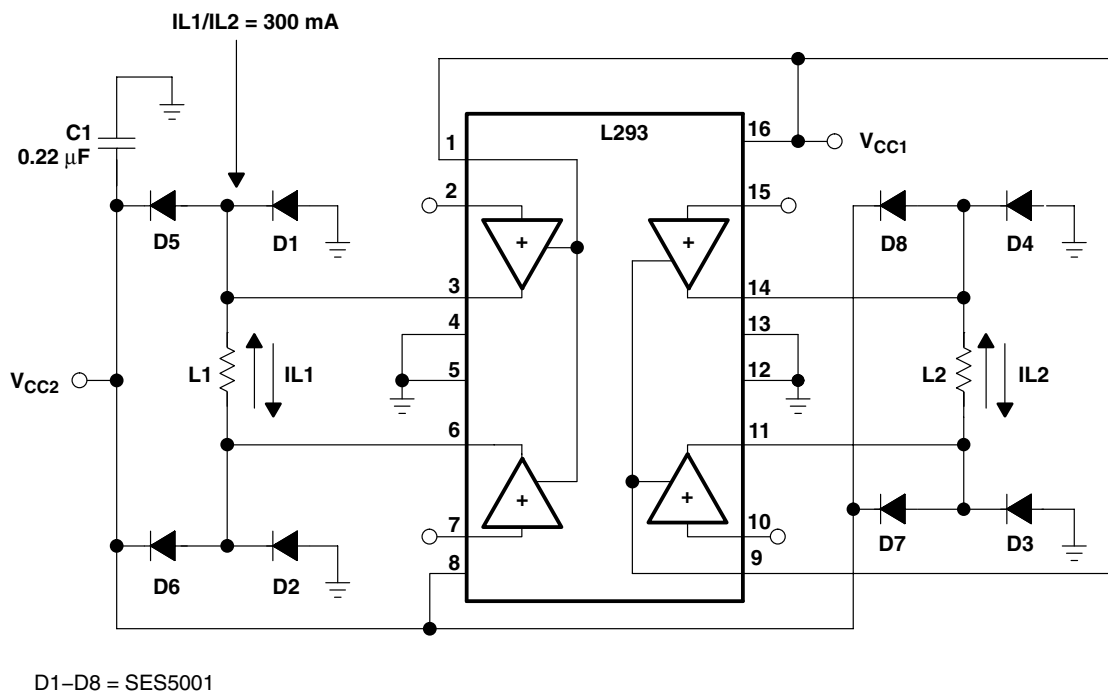 IL1/IL2 = 300 mA
C1
0.22 μF
L293
1
16
VCC1
2
15
D5
D1
+
+
D8
D4
3
14
4
13
L1
IL1
VCC2
5
12
L2
IL2
6
11
+
+
7
10
D6
D2
8
9
D7
D3
D1–D8 = SES5001